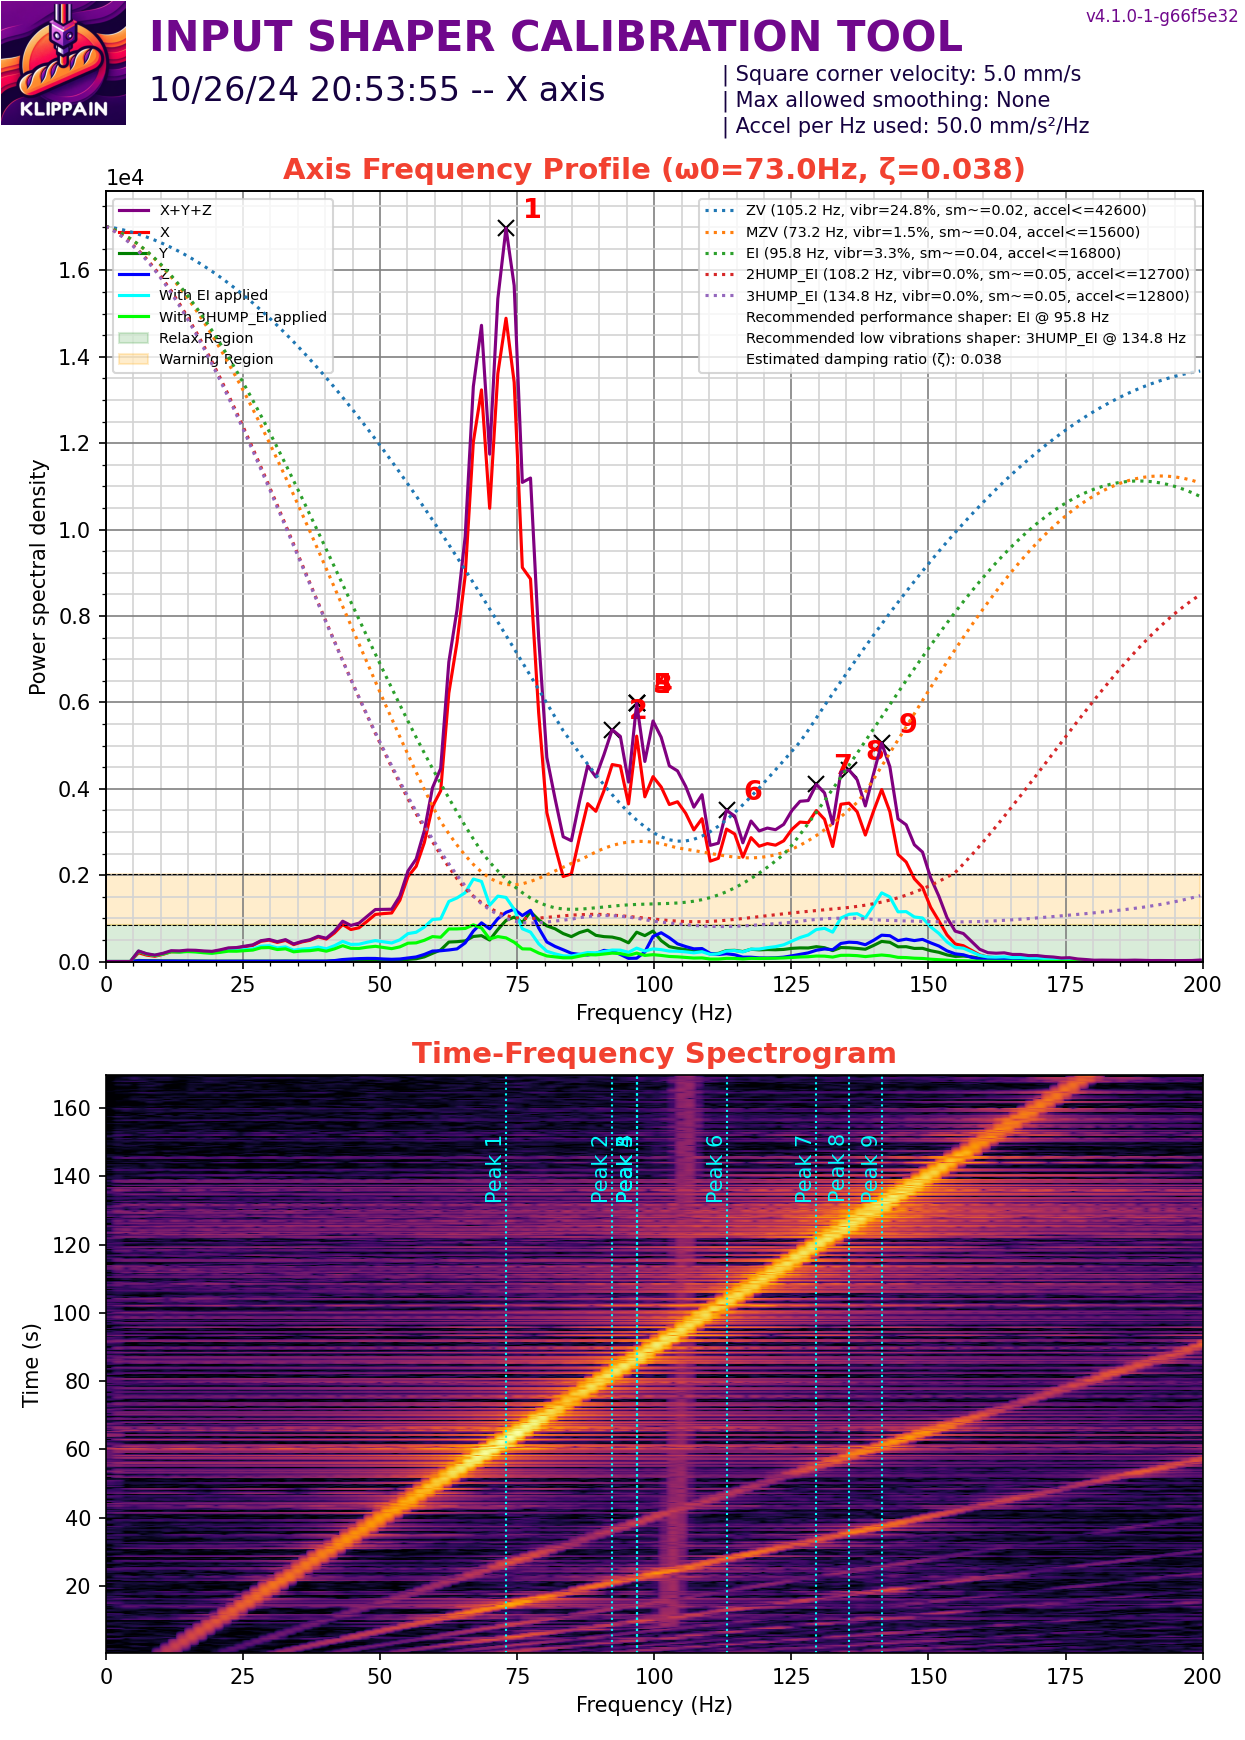 KLIPPAIN
INPUT SHAPER CALIBRATION TOOL
v4.1.0-1-g66f5e32
10/26/24 20:53:55 -- X axis
| Square corner velocity: 5.0 mm/s
| Max allowed smoothing: None
| Accel per Hz used: 50.0 mm/s²/Hz
Axis Frequency Profile (ω0=73.0Hz, ζ=0.038)
1e4
X+Y+Z
X
Y
Z
With EI applied
With 3HUMP_EI applied
Relax Region
Warning Region
ZV (105.2 Hz, vibr=24.8%, sm~=0.02, accel<=42600)
MZV (73.2 Hz, vibr=1.5%, sm~=0.04, accel<=15600)
EI (95.8 Hz, vibr=3.3%, sm~=0.04, accel<=16800)
2HUMP_EI (108.2 Hz, vibr=0.0%, sm~=0.05, accel<=12700)
3HUMP_EI (134.8 Hz, vibr=0.0%, sm~=0.05, accel<=12800)
Recommended performance shaper: EI @ 95.8 Hz
Recommended low vibrations shaper: 3HUMP_EI @ 134.8 Hz
Estimated damping ratio (ζ): 0.038
1
2
6
7
8
9
Power spectral density
1.6
1.4
1.2
1.0
0.8
0.6
0.4
0.2
0.0
0 25 50 75 100 125 150 175 200
Frequency (Hz)
Time-Frequency Spectrogram
Time (s)
160
140
120
100
80
60
40
20
Peak 1
Peak 2
Peak
Peak 6
Peak 7
Peak 8
Peak 9
0 25 50 75 100 125 150 175 200
Frequency (Hz)